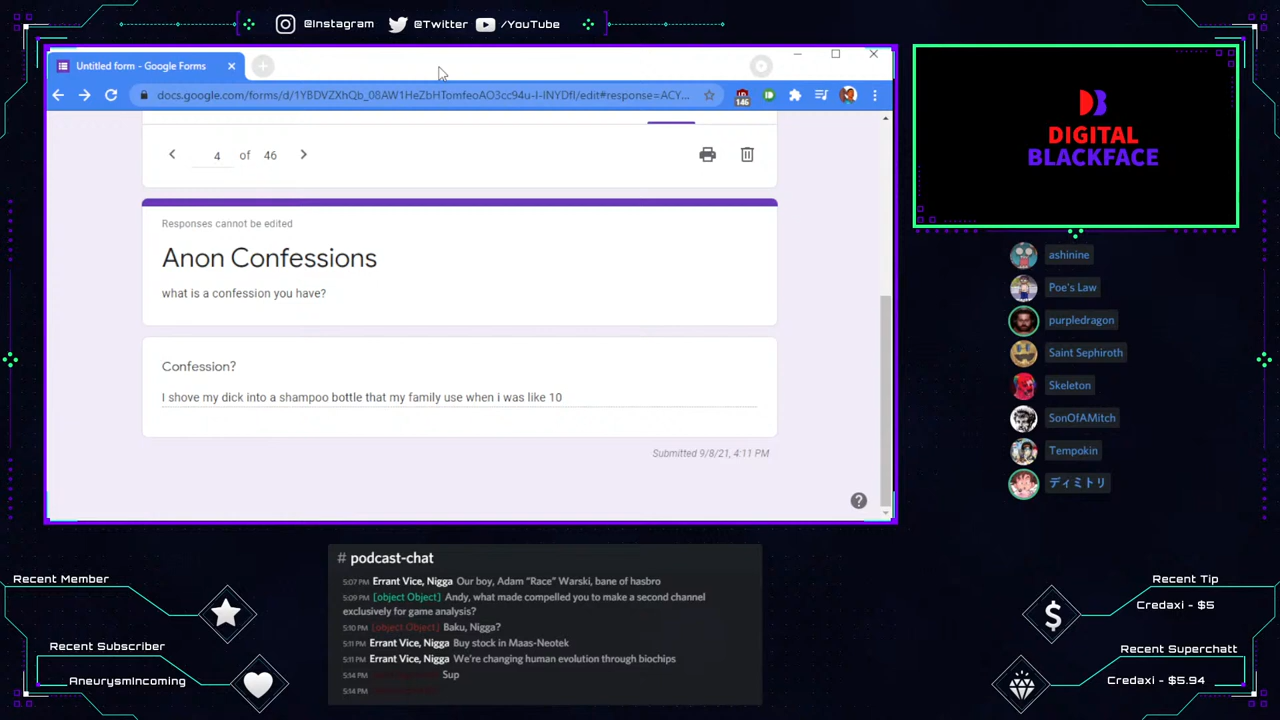 @Instagram @Twitter /YouTube
Untitled form - Google Forms
docs.google.com/forms/d/1YBDVZXhQb_08AW1HeZbHTomfeoAO3cc94u-I-INYDfI/edit#response=ACY...
146
4 of 46
Responses cannot be edited
Anon Confessions
what is a confession you have?
Confession?
I shove my dick into a shampoo bottle that my family use when i was like 10
Submitted 9/8/21, 4:11 PM
DIGITAL
BLACKFACE
ashinine
Poe's Law
purpledragon
Saint Sephiroth
Skeleton
SonOfAMitch
Tempokin
ディミトリ
# podcast-chat
5:07 PM Errant Vice, Nigga Our boy, Adam "Race" Warski, bane of hasbro
5:09 PM [object Object] Andy, what made compelled you to make a second channel
exclusively for game analysis?
5:10 PM [object Object] Baku, Nigga?
5:11 PM Errant Vice, Nigga Buy stock in Maas-Neotek
5:11 PM Errant Vice, Nigga We're changing human evolution through biochips
5:14 PM Sup
5:14 PM
Recent Member
Recent Subscriber
AneurysmIncoming
Recent Tip
Credaxi - $5
Recent Superchatt
Credaxi - $5.94